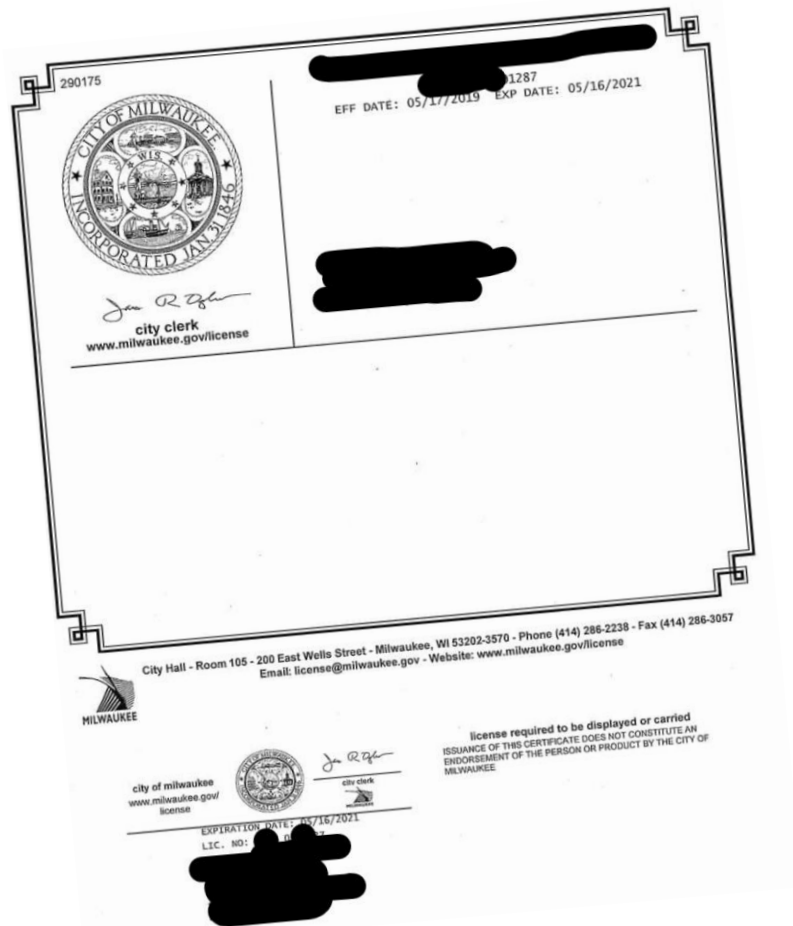 290175
1287
EFF DATE: 05/17/2019 EXP DATE: 05/16/2021
CITY OF MILWAUKEE
WIS.
INCORPORATED JAN. 31 1846
city clerk
www.milwaukee.gov/license
City Hall - Room 105 - 200 East Wells Street - Milwaukee, WI 53202-3570 - Phone (414) 286-2238 - Fax (414) 286-3057
Email: license@milwaukee.gov - Website: www.milwaukee.gov/license
MILWAUKEE
license required to be displayed or carried
ISSUANCE OF THIS CERTIFICATE DOES NOT CONSTITUTE AN
ENDORSEMENT OF THE PERSON OR PRODUCT BY THE CITY OF
MILWAUKEE
city of milwaukee
www.milwaukee.gov/
license
city clerk
MILWAUKEE
EXPIRATION DATE: 05/16/2021
LIC. NO: